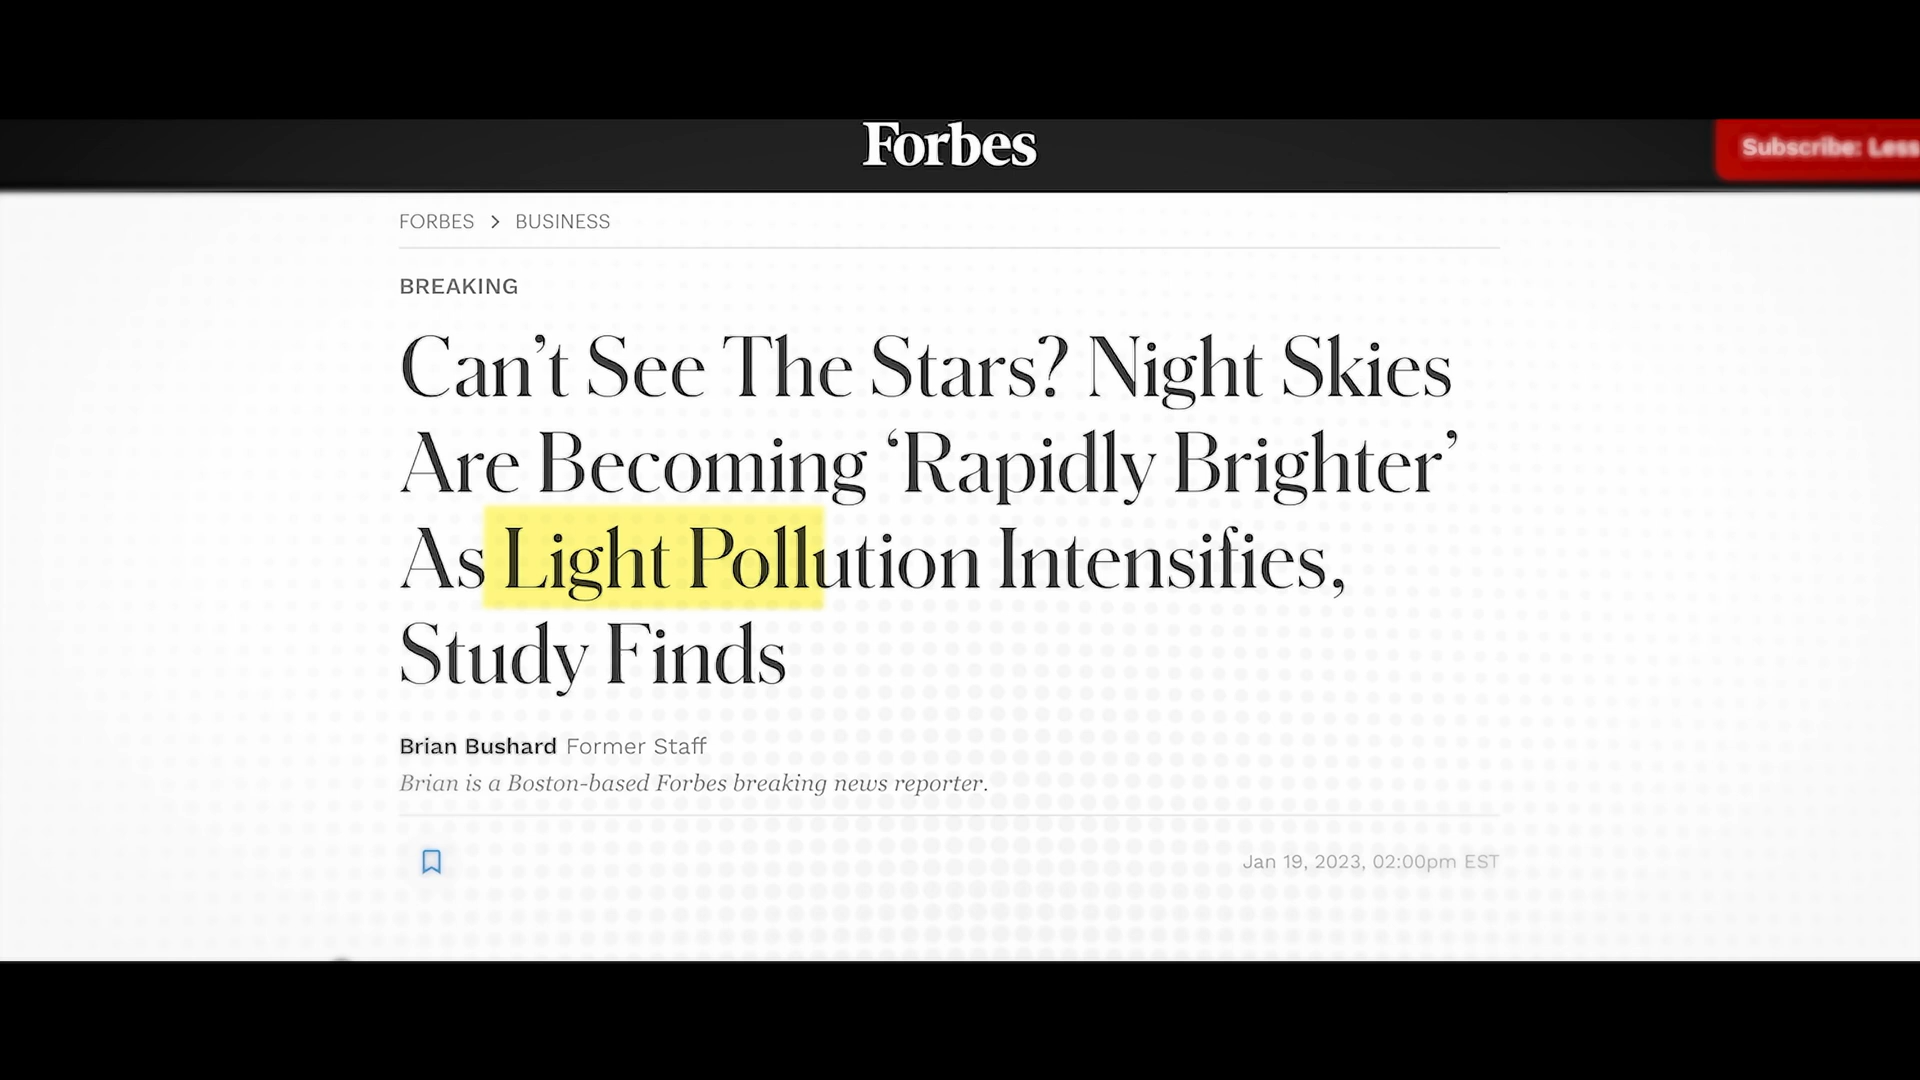 Forbes
Subscribe: Less
FORBES > BUSINESS
BREAKING
Can’t See The Stars? Night Skies
Are Becoming ‘Rapidly Brighter’
As Light Pollution Intensifies,
Study Finds
Brian Bushard Former Staff
Brian is a Boston-based Forbes breaking news reporter.
Jan 19, 2023, 02:00pm EST